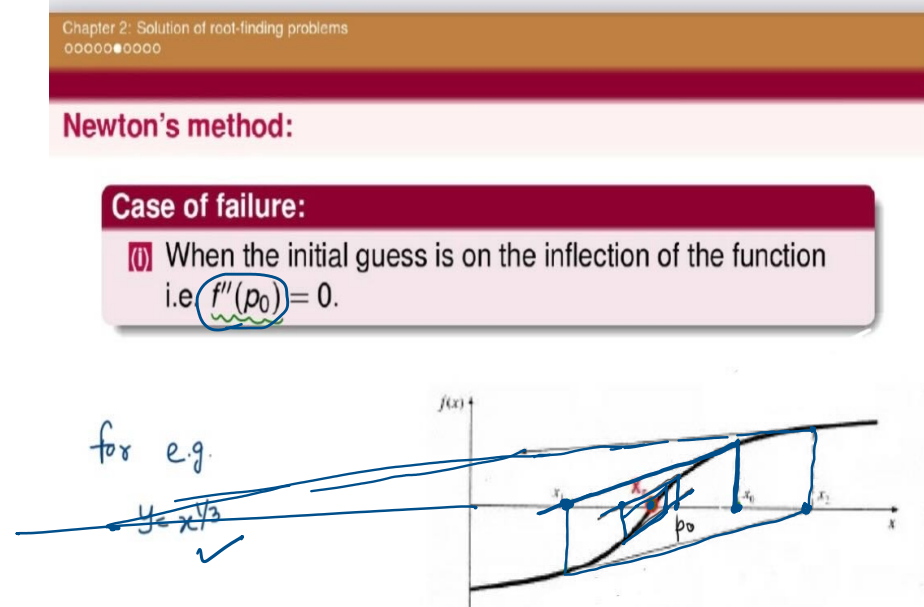 Chapter 2: Solution of root-finding problems
Newton's method:
Case of failure:
(i) When the initial guess is on the inflection of the function
i.e. f''(p₀) = 0.
f(x)
for e.g.
y = x^1/3
x₁
xᵣ
x₀
x₂
p₀
x